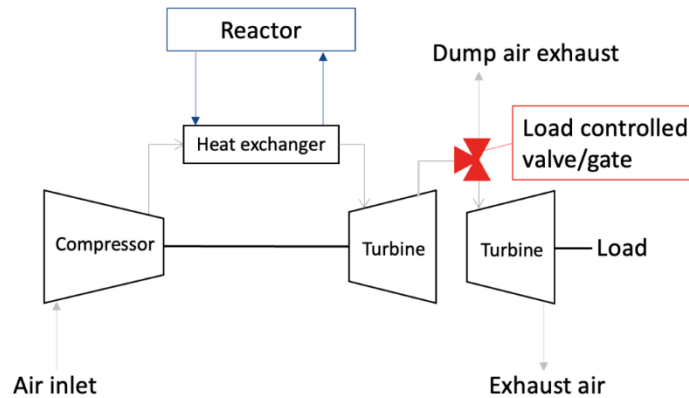 Reactor
Dump air exhaust
Heat exchanger
Load controlled
valve/gate
Compressor
Turbine
Turbine
Load
Air inlet
Exhaust air